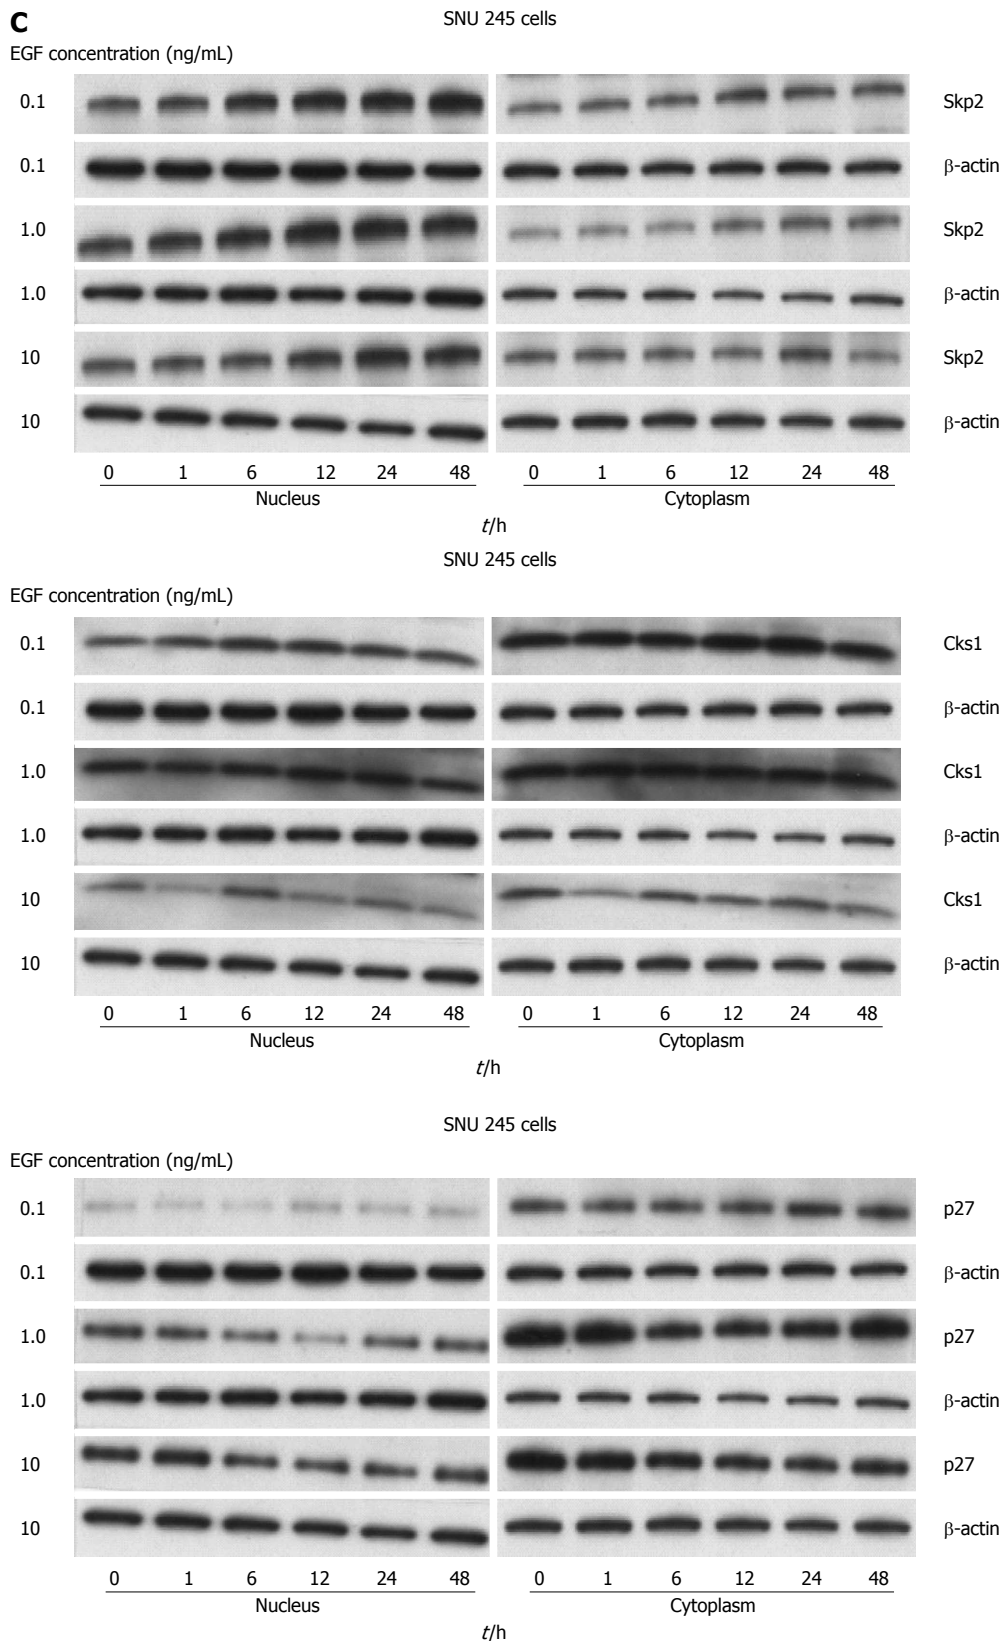 C
SNU 245 cells
EGF concentration (ng/mL)
0.1 Skp2
0.1 β-actin
1.0 Skp2
1.0 β-actin
10 Skp2
10 β-actin
0 1 6 12 24 48 0 1 6 12 24 48
Nucleus Cytoplasm
t/h
SNU 245 cells
EGF concentration (ng/mL)
0.1 Cks1
0.1 β-actin
1.0 Cks1
1.0 β-actin
10 Cks1
10 β-actin
0 1 6 12 24 48 0 1 6 12 24 48
Nucleus Cytoplasm
t/h
SNU 245 cells
EGF concentration (ng/mL)
0.1 p27
0.1 β-actin
1.0 p27
1.0 β-actin
10 p27
10 β-actin
0 1 6 12 24 48 0 1 6 12 24 48
Nucleus Cytoplasm
t/h